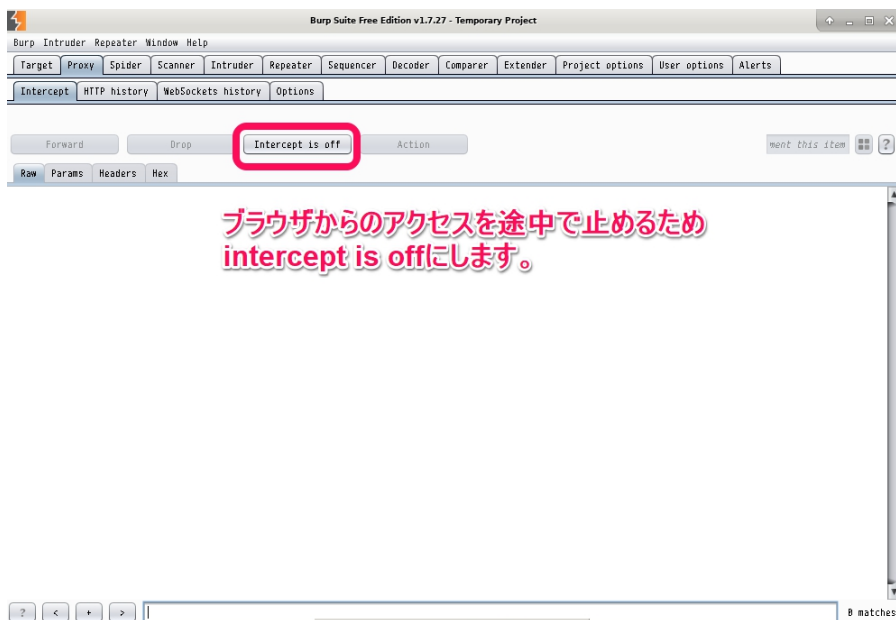 Burp Suite Free Edition v1.7.27 - Temporary Project
Burp Intruder Repeater Window Help
Target Proxy Spider Scanner Intruder Repeater Sequencer Decoder Comparer Extender Project options User options Alerts
Intercept HTTP history WebSockets history Options
Forward Drop Intercept is off Action ment this item ?
Raw Params Headers Hex
ブラウザからのアクセスを途中で止めるため
intercept is offにします。
? < + > 0 matches